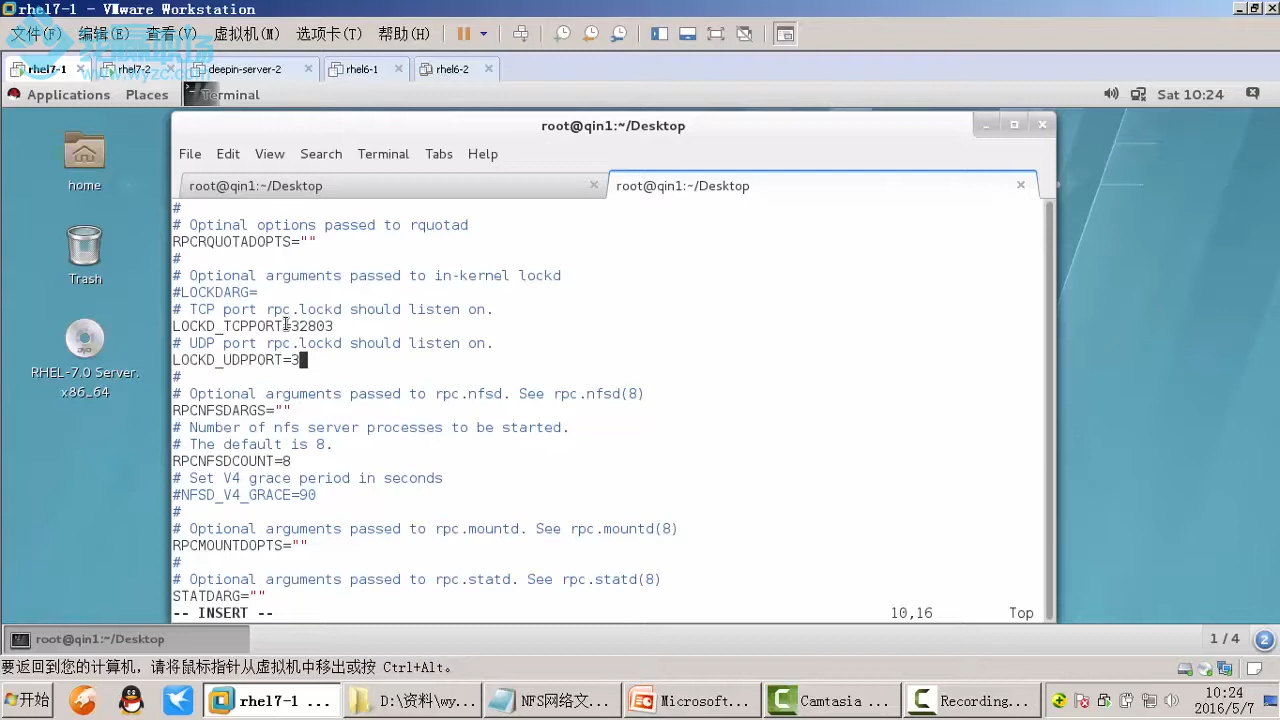 rhel7-1 - VMware Workstation
文件(F) 编辑(E) 查看(V) 虚拟机(M) 选项卡(T) 帮助(H)
www.wyzc.com
rhel7-1 rhel7-2 deepin-server-2 rhel6-1 rhel6-2
Applications Places Terminal Sat 10:24
root@qin1:~/Desktop
File Edit View Search Terminal Tabs Help
root@qin1:~/Desktop root@qin1:~/Desktop
home
Trash
RHEL-7.0 Server.
x86_64
#
# Optinal options passed to rquotad
RPCRQUOTADOPTS=""
#
# Optional arguments passed to in-kernel lockd
#LOCKDARG=
# TCP port rpc.lockd should listen on.
LOCKD_TCPPORT=32803
# UDP port rpc.lockd should listen on.
LOCKD_UDPPORT=3
#
# Optional arguments passed to rpc.nfsd. See rpc.nfsd(8)
RPCNFSDARGS=""
# Number of nfs server processes to be started.
# The default is 8.
RPCNFSDCOUNT=8
# Set V4 grace period in seconds
#NFSD_V4_GRACE=90
#
# Optional arguments passed to rpc.mountd. See rpc.mountd(8)
RPCMOUNTDOPTS=""
#
# Optional arguments passed to rpc.statd. See rpc.statd(8)
STATDARG=""
-- INSERT -- 10,16 Top
root@qin1:~/Desktop 1 / 4 2
要返回到您的计算机，请将鼠标指针从虚拟机中移出或按 Ctrl+Alt。
开始 rhel7-1 ... D:\资料\wy... NFS网络文... Microsoft... Camtasia ... Recording...
10:24
2016/5/7